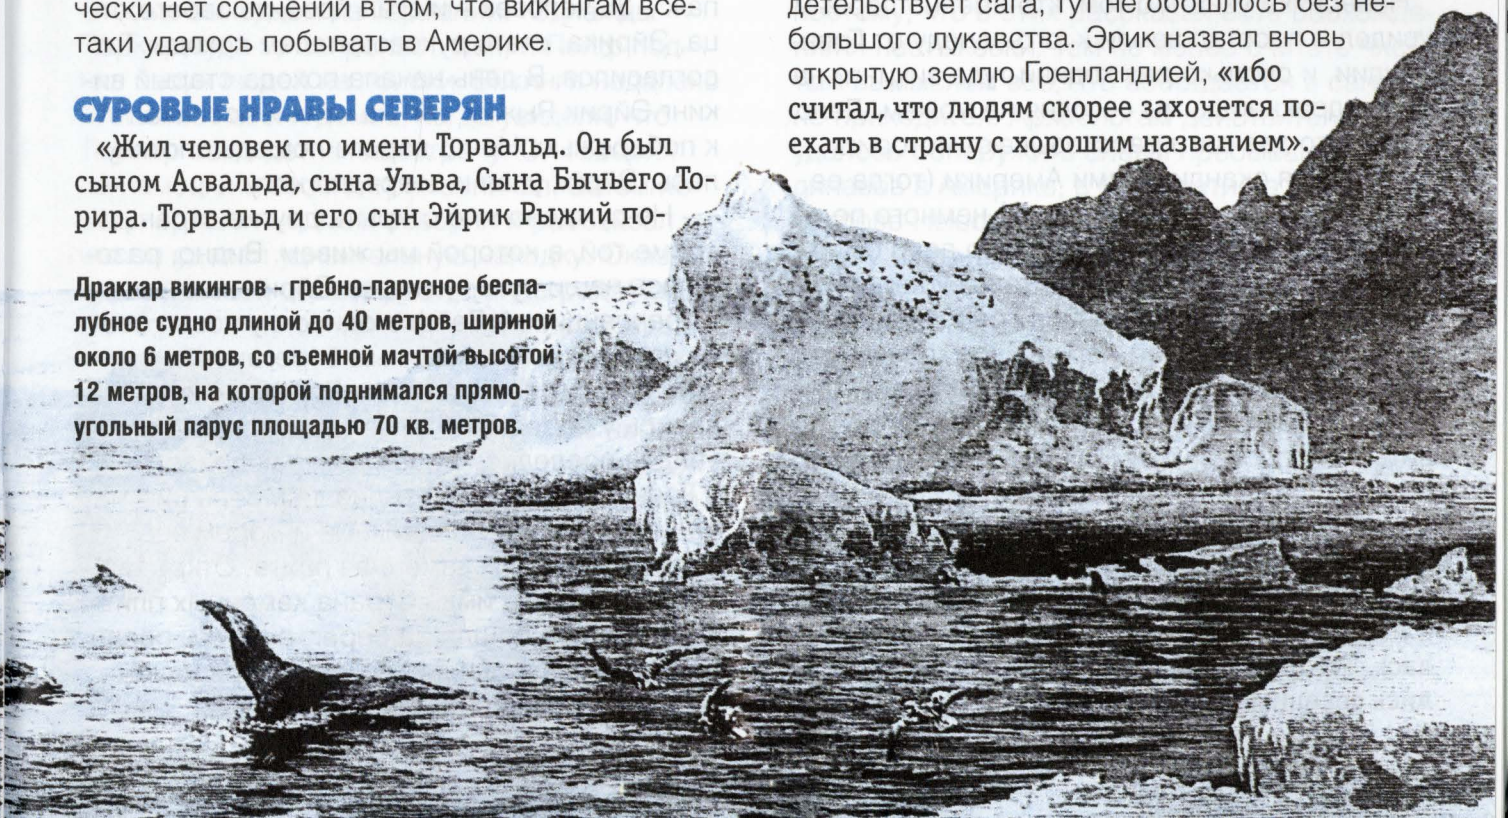 чески нет сомнений в том, что викингам все-
таки удалось побывать в Америке.
СУРОВЫЕ НРАВЫ СЕВЕРЯН
«Жил человек по имени Торвальд. Он был
сыном Асвальда, сына Ульва, Сына Бычьего То-
рира. Торвальд и его сын Эйрик Рыжий по-
Драккар викингов - гребно-парусное беспа-
лубное судно длиной до 40 метров, шириной
около 6 метров, со съемной мачтой высотой
12 метров, на которой поднимался прямо-
угольный парус площадью 70 кв. метров.
детельствует сага, тут не обошлось без не-
большого лукавства. Эрик назвал вновь
открытую землю Гренландией, «ибо
считал, что людям скорее захочется по-
ехать в страну с хорошим названием».